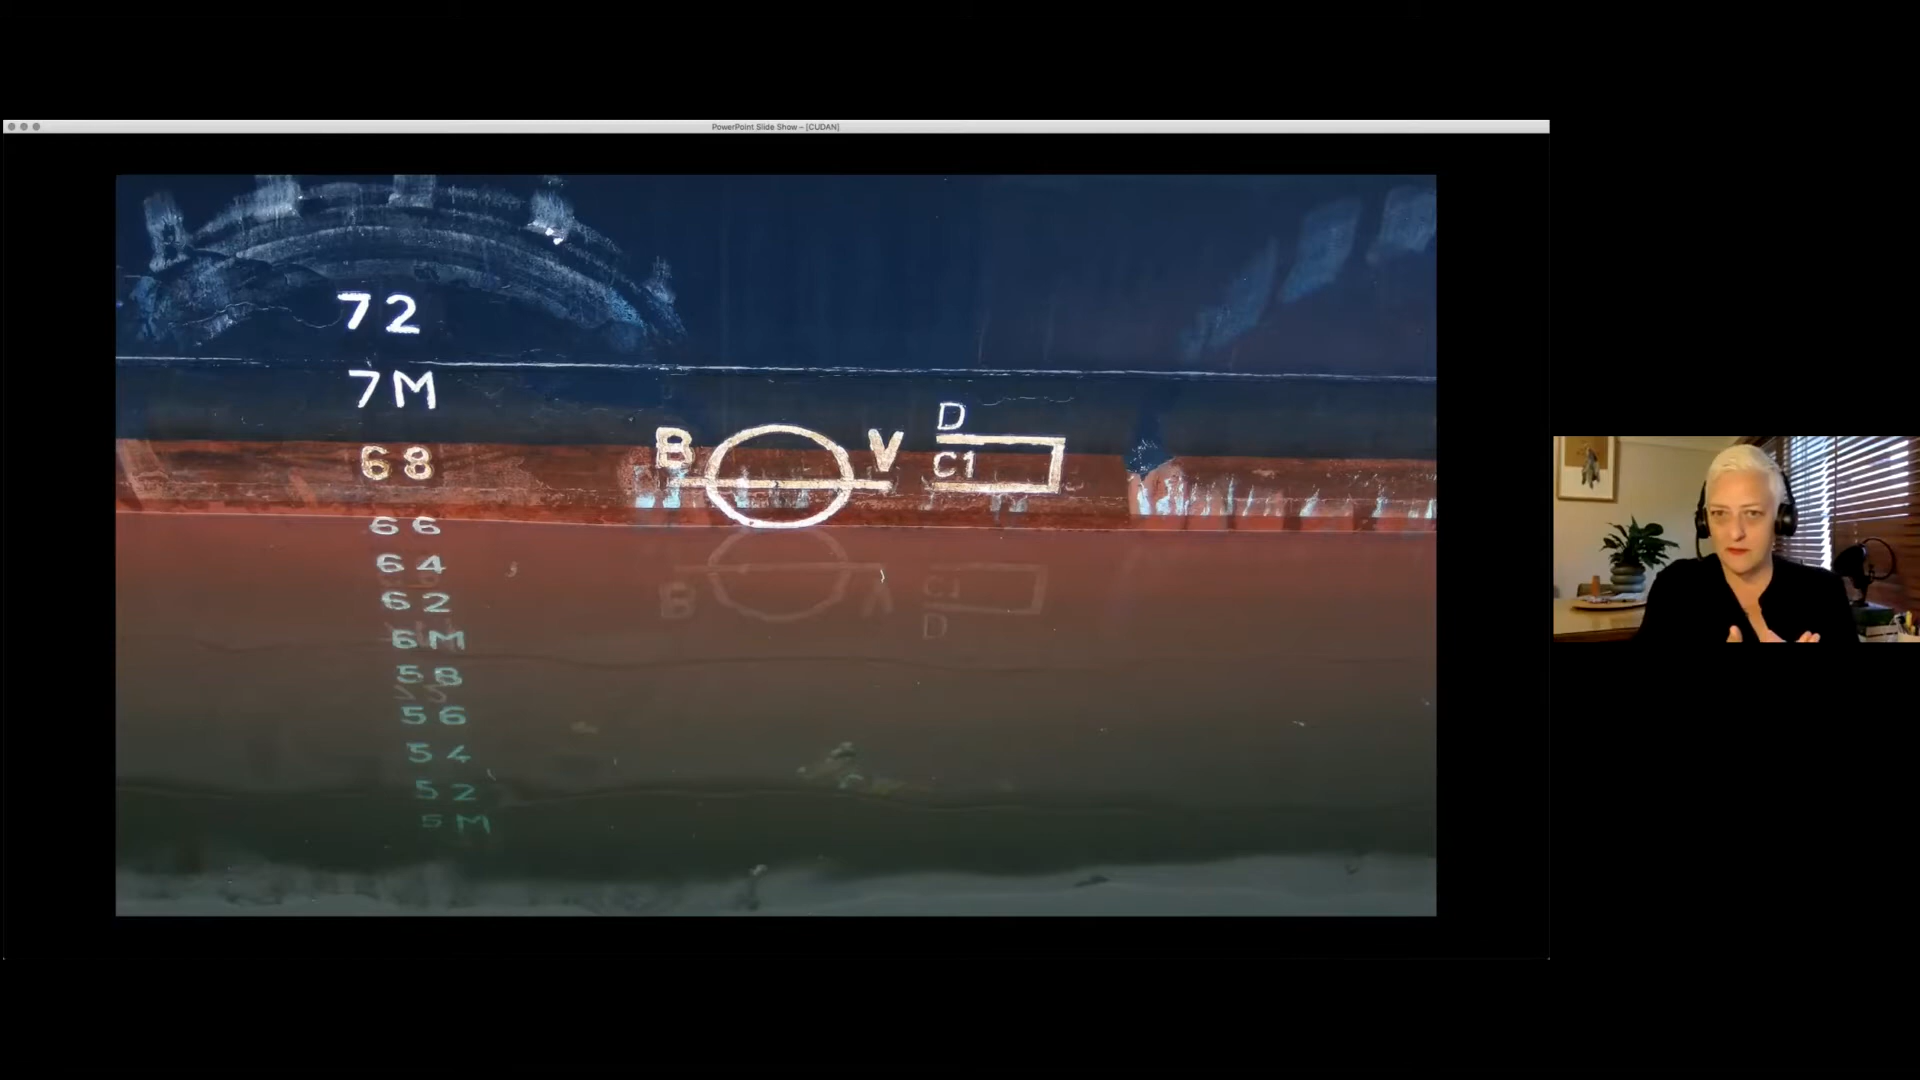 PowerPoint Slide Show – [CUDAN]
72
7M
68
66
64
62
6M
58
56
54
52
5M
B V
D
C1